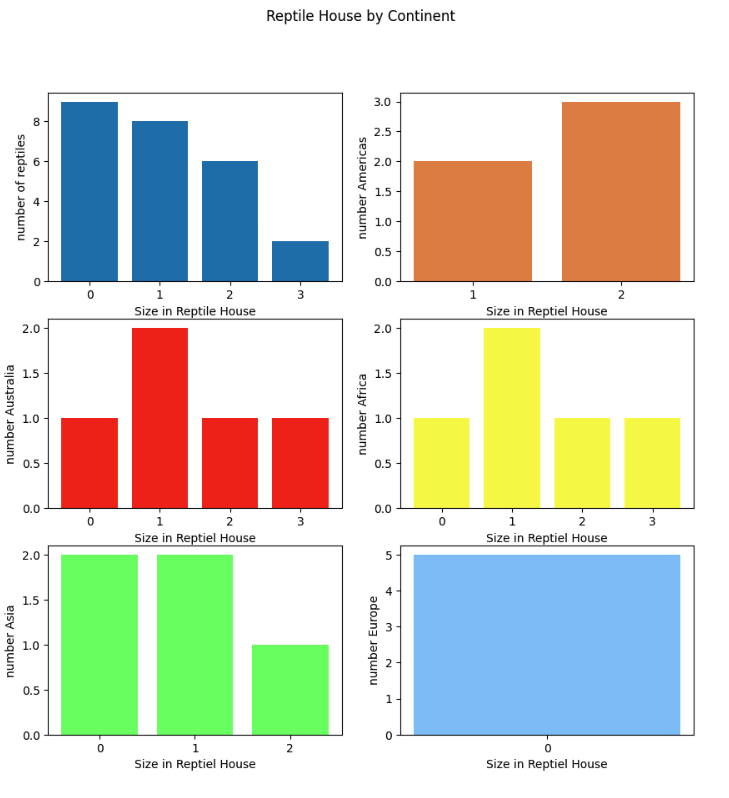 Reptile House by Continent
number of reptiles
8
6
4
2
0
0 1 2 3
Size in Reptile House
number Americas
3.0
2.5
2.0
1.5
1.0
0.5
0.0
1 2
Size in Reptiel House
number Australia
2.0
1.5
1.0
0.5
0.0
0 1 2 3
Size in Reptiel House
number Africa
2.0
1.5
1.0
0.5
0.0
0 1 2 3
Size in Reptiel House
number Asia
2.0
1.5
1.0
0.5
0.0
0 1 2
Size in Reptiel House
number Europe
5
4
3
2
1
0
0
Size in Reptiel House